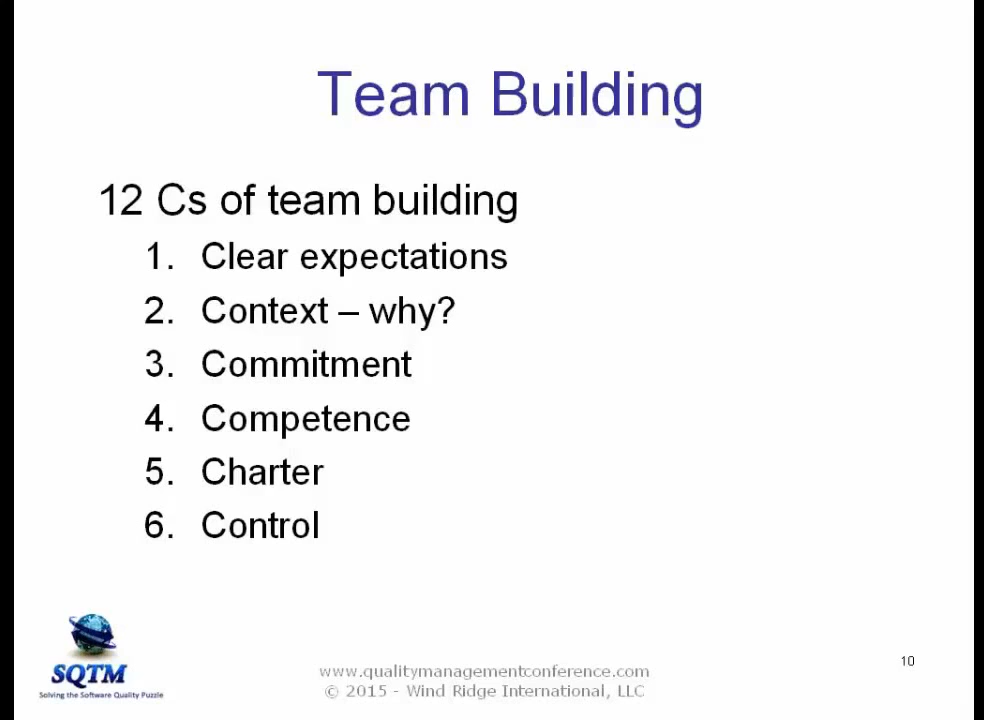 Team Building
12 Cs of team building
1. Clear expectations
2. Context – why?
3. Commitment
4. Competence
5. Charter
6. Control
SQTM
Solving the Software Quality Puzzle
www.qualitymanagementconference.com
© 2015 - Wind Ridge International, LLC
10